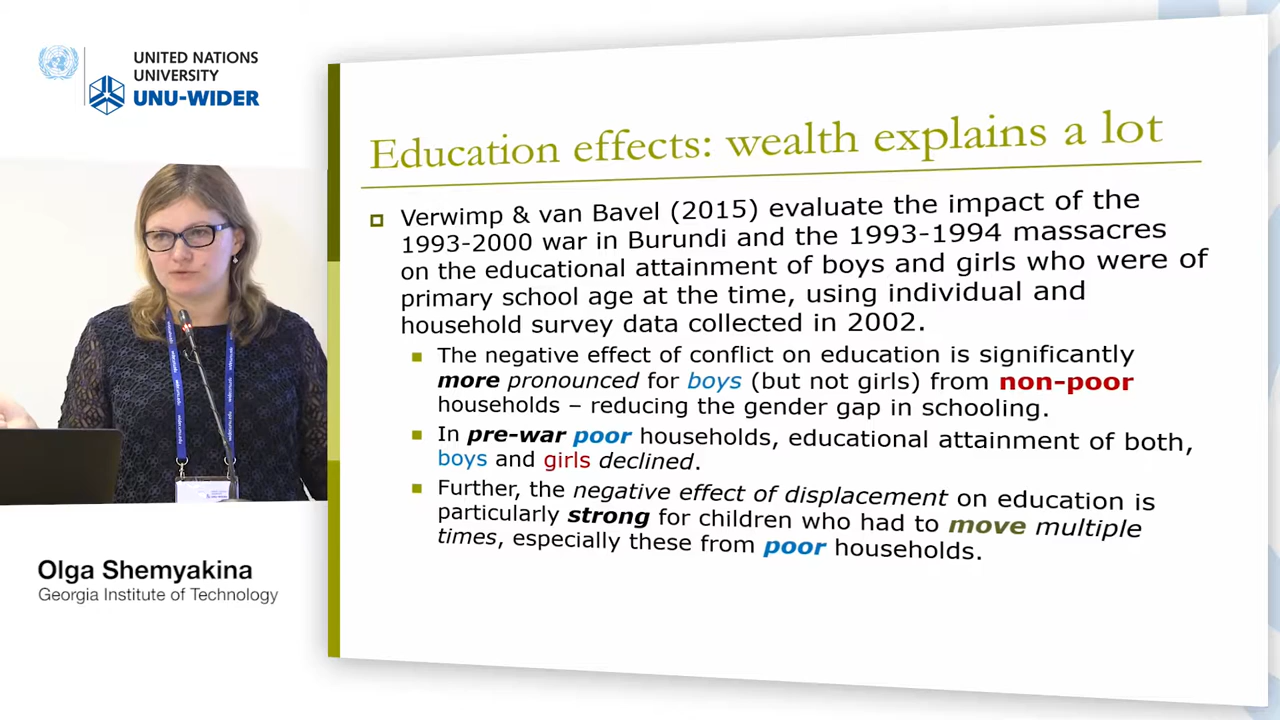 UNITED NATIONS
UNIVERSITY
UNU-WIDER
Education effects: wealth explains a lot
Verwimp & van Bavel (2015) evaluate the impact of the
1993-2000 war in Burundi and the 1993-1994 massacres
on the educational attainment of boys and girls who were of
primary school age at the time, using individual and
household survey data collected in 2002.
The negative effect of conflict on education is significantly
more pronounced for boys (but not girls) from non-poor
households – reducing the gender gap in schooling.
In pre-war poor households, educational attainment of both,
boys and girls declined.
Further, the negative effect of displacement on education is
particularly strong for children who had to move multiple
times, especially these from poor households.
Olga Shemyakina
Georgia Institute of Technology